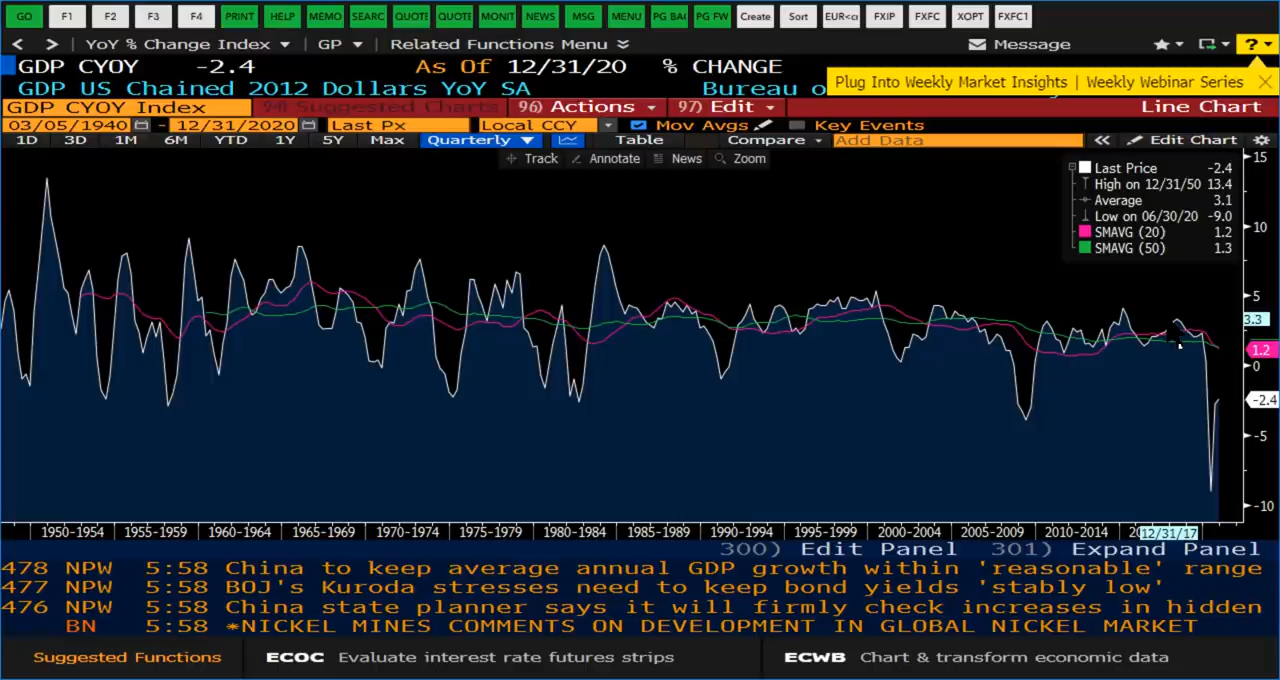 GO F1 F2 F3 F4 PRINT HELP MEMO SEARC QUOTE QUOTE MONIT NEWS MSG MENU PG BAC PG FW Create Sort EUR<cu FXIP FXFC XOPT FXFC1
< > YoY % Change Index GP Related Functions Menu Message ?
GDP CYOY -2.4 As Of 12/31/20 % CHANGE
Plug Into Weekly Market Insights | Weekly Webinar Series
GDP US Chained 2012 Dollars YoY SA Bureau o
GDP CYOY Index 94) Suggested Charts 96) Actions 97) Edit Line Chart
03/05/1940 - 12/31/2020 Last Px Local CCY Mov Avgs Key Events
1D 3D 1M 6M YTD 1Y 5Y Max Quarterly Table Compare Add Data « Edit Chart
Track Annotate News Zoom
Last Price -2.4
High on 12/31/50 13.4
Average 3.1
Low on 06/30/20 -9.0
SMAVG (20) 1.2
SMAVG (50) 1.3
15
10
5
3.3
1.2
0
-2.4
-5
-10
1950-1954 1955-1959 1960-1964 1965-1969 1970-1974 1975-1979 1980-1984 1985-1989 1990-1994 1995-1999 2000-2004 2005-2009 2010-2014 20 12/31/17
300) Edit Panel 301) Expand Panel
478 NPW 5:58 China to keep average annual GDP growth within 'reasonable' range
477 NPW 5:58 BOJ's Kuroda stresses need to keep bond yields 'stably low'
476 NPW 5:58 China state planner says it will firmly check increases in hidden
BN 5:58 *NICKEL MINES COMMENTS ON DEVELOPMENT IN GLOBAL NICKEL MARKET
Suggested Functions ECOC Evaluate interest rate futures strips ECWB Chart & transform economic data